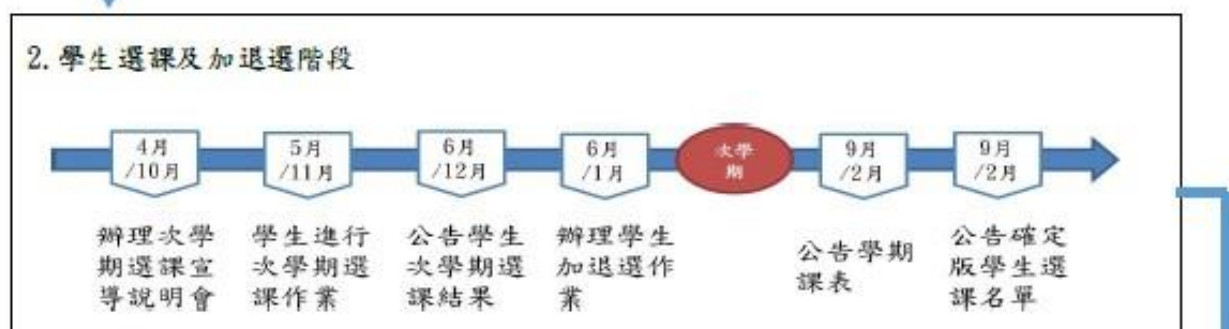 2. 學生選課及加退選階段
4月
/10月
5月
/11月
6月
/12月
6月
/1月
次學
期
9月
/2月
9月
/2月
辦理次學
期選課宣
導說明會
學生進行
次學期選
課作業
公告學生
次學期選
課結果
辦理學生
加退選作
業
公告學期
課表
公告確定
版學生選
課名單